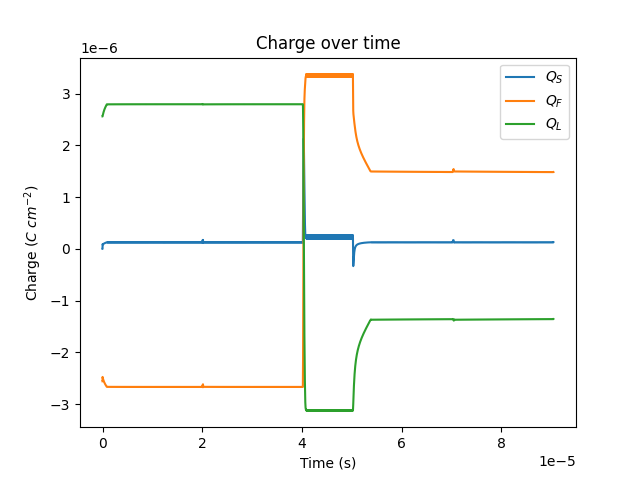 Charge over time
1e−6
3
2
1
0
−1
−2
−3
Charge (C cm⁻²)
Q_S
Q_F
Q_L
0
2
4
6
8
Time (s)
1e−5